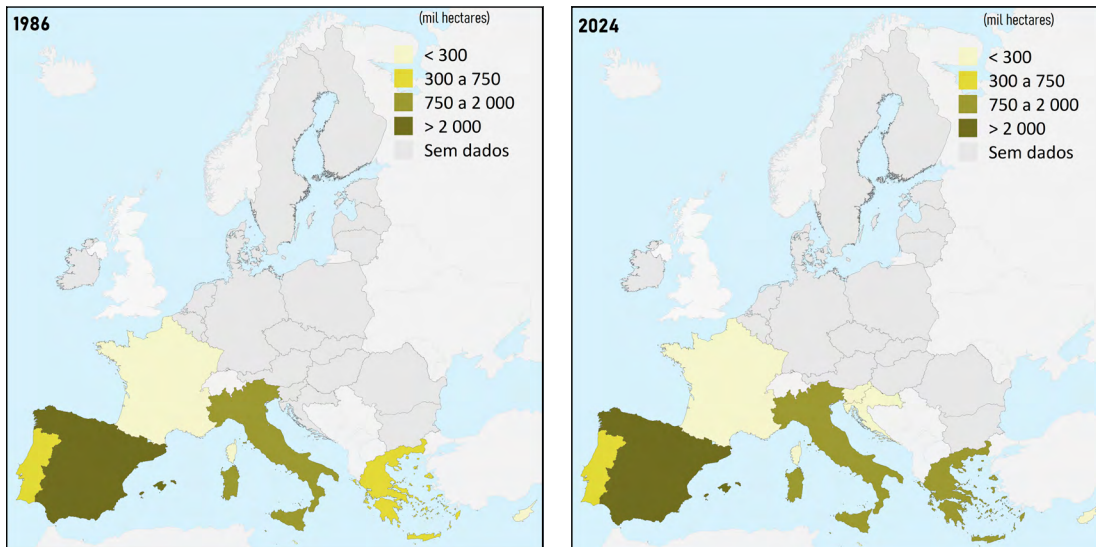 1986
(mil hectares)
< 300
300 a 750
750 a 2 000
> 2 000
Sem dados
2024
(mil hectares)
< 300
300 a 750
750 a 2 000
> 2 000
Sem dados